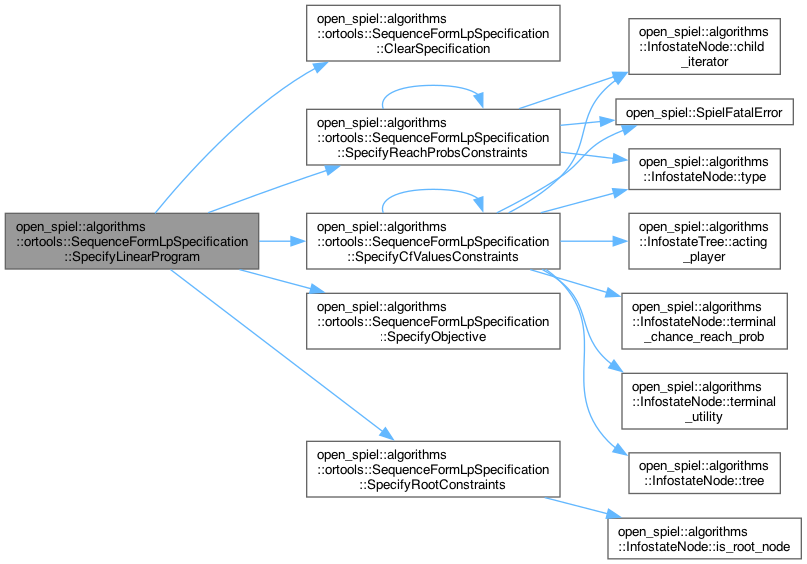 open_spiel::algorithms
::ortools::SequenceFormLpSpecification
::SpecifyLinearProgram
open_spiel::algorithms
::ortools::SequenceFormLpSpecification
::ClearSpecification
open_spiel::algorithms
::ortools::SequenceFormLpSpecification
::SpecifyReachProbsConstraints
open_spiel::algorithms
::ortools::SequenceFormLpSpecification
::SpecifyCfValuesConstraints
open_spiel::algorithms
::ortools::SequenceFormLpSpecification
::SpecifyObjective
open_spiel::algorithms
::ortools::SequenceFormLpSpecification
::SpecifyRootConstraints
open_spiel::algorithms
::InfostateNode::child
_iterator
open_spiel::SpielFatalError
open_spiel::algorithms
::InfostateNode::type
open_spiel::algorithms
::InfostateTree::acting
_player
open_spiel::algorithms
::InfostateNode::terminal
_chance_reach_prob
open_spiel::algorithms
::InfostateNode::terminal
_utility
open_spiel::algorithms
::InfostateNode::tree
open_spiel::algorithms
::InfostateNode::is_root_node